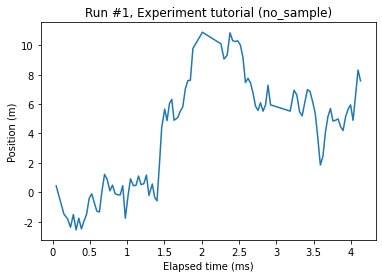 Run #1, Experiment tutorial (no_sample)
Position (m)
10
8
6
4
2
0
-2
0 0.5 1 1.5 2 2.5 3 3.5 4
Elapsed time (ms)